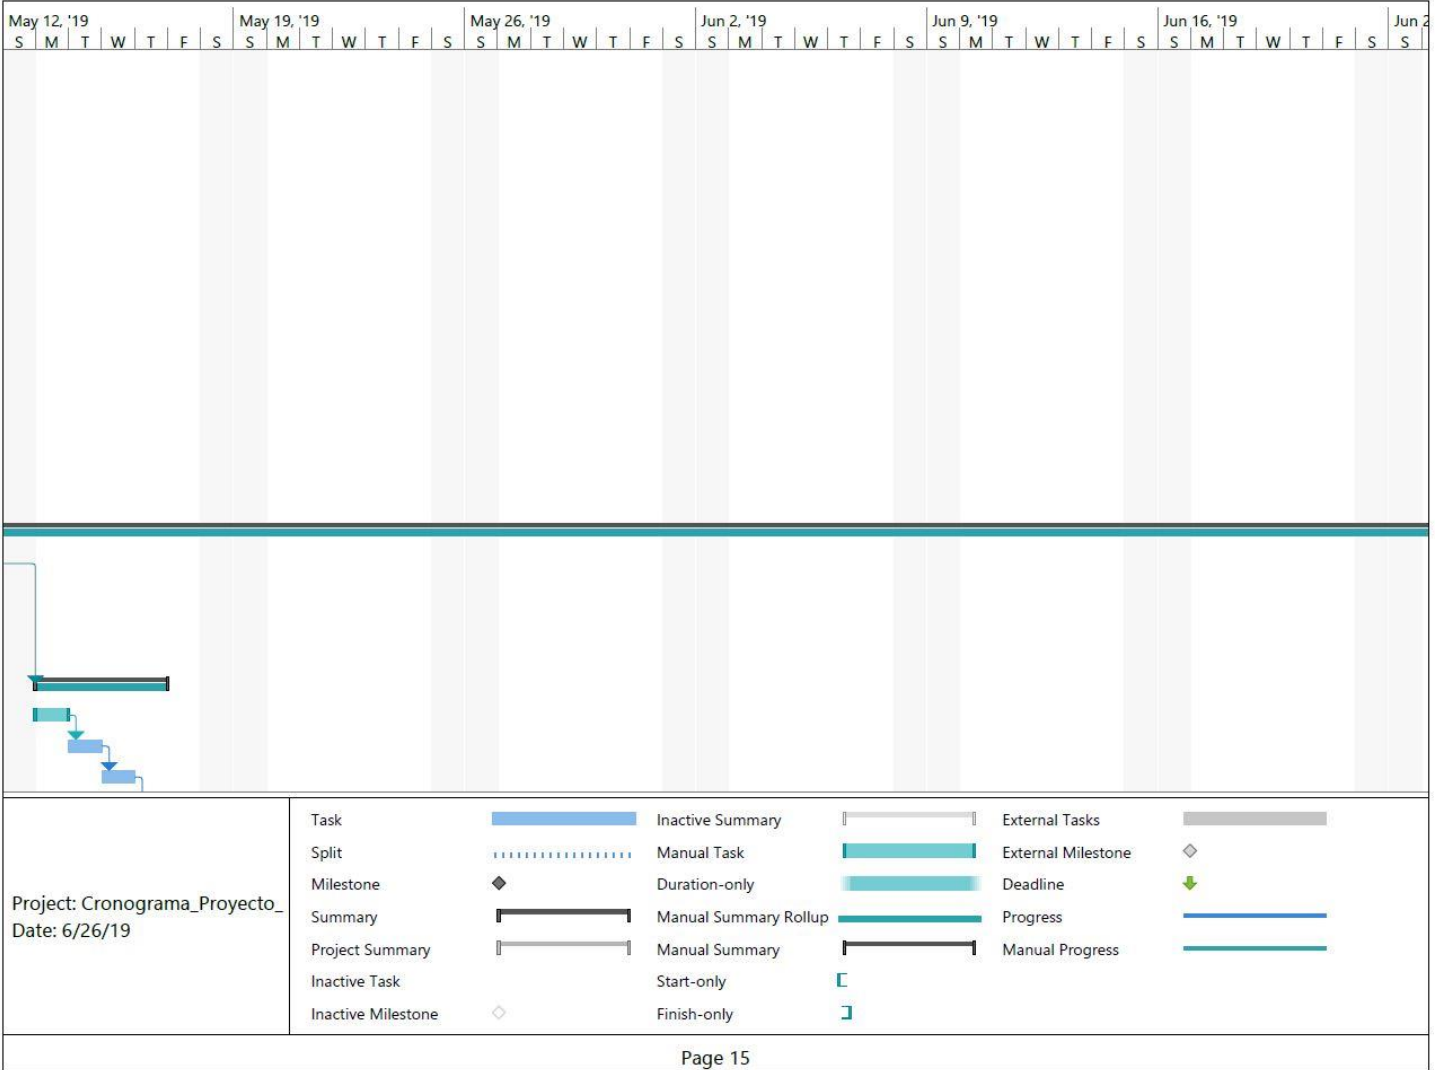 May 12, '19 May 19, '19 May 26, '19 Jun 2, '19 Jun 9, '19 Jun 16, '19 Jun 2
S M T W T F S S M T W T F S S M T W T F S S M T W T F S S M T W T F S S M T W T F S S
Task Inactive Summary External Tasks
Split Manual Task External Milestone
Milestone Duration-only Deadline
Summary Manual Summary Rollup Progress
Project Summary Manual Summary Manual Progress
Inactive Task Start-only
Inactive Milestone Finish-only
Project: Cronograma_Proyecto_
Date: 6/26/19
Page 15